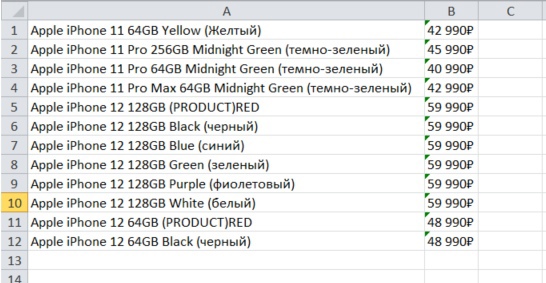 A B C
1 Apple iPhone 11 64GB Yellow (Желтый) 42 990₽
2 Apple iPhone 11 Pro 256GB Midnight Green (темно-зеленый) 45 990₽
3 Apple iPhone 11 Pro 64GB Midnight Green (темно-зеленый) 40 990₽
4 Apple iPhone 11 Pro Max 64GB Midnight Green (темно-зеленый) 42 990₽
5 Apple iPhone 12 128GB (PRODUCT)RED 59 990₽
6 Apple iPhone 12 128GB Black (черный) 59 990₽
7 Apple iPhone 12 128GB Blue (синий) 59 990₽
8 Apple iPhone 12 128GB Green (зеленый) 59 990₽
9 Apple iPhone 12 128GB Purple (фиолетовый) 59 990₽
10 Apple iPhone 12 128GB White (белый) 59 990₽
11 Apple iPhone 12 64GB (PRODUCT)RED 48 990₽
12 Apple iPhone 12 64GB Black (черный) 48 990₽
13
14